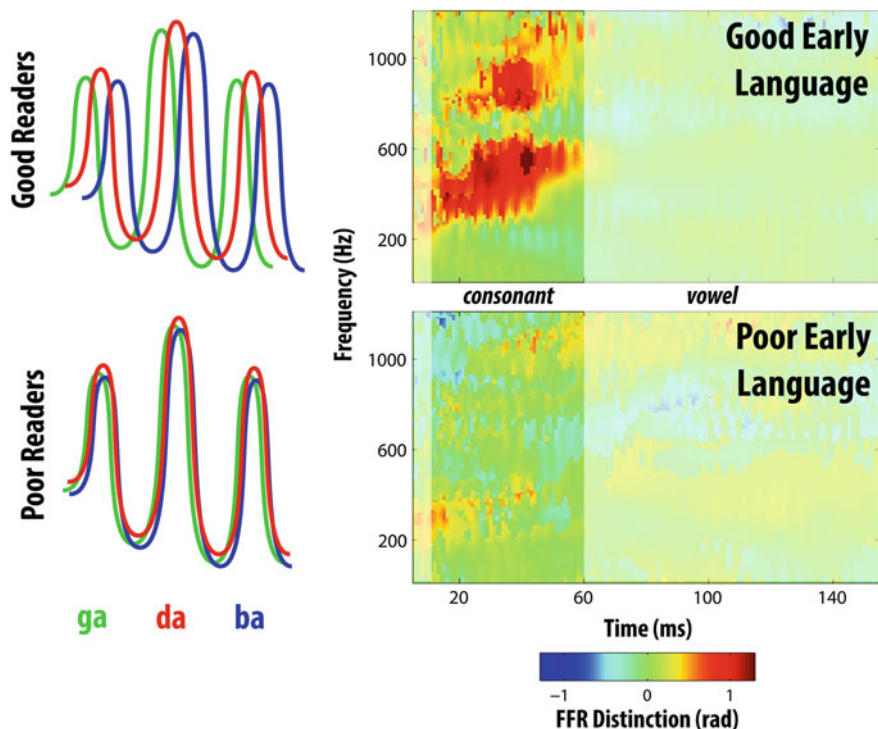 Good Readers
Poor Readers
ga da ba
Good Early
Language
1000
600
200
consonant vowel
Frequency (Hz)
Poor Early
Language
1000
600
200
20 60 100 140
Time (ms)
−1 0 1
FFR Distinction (rad)